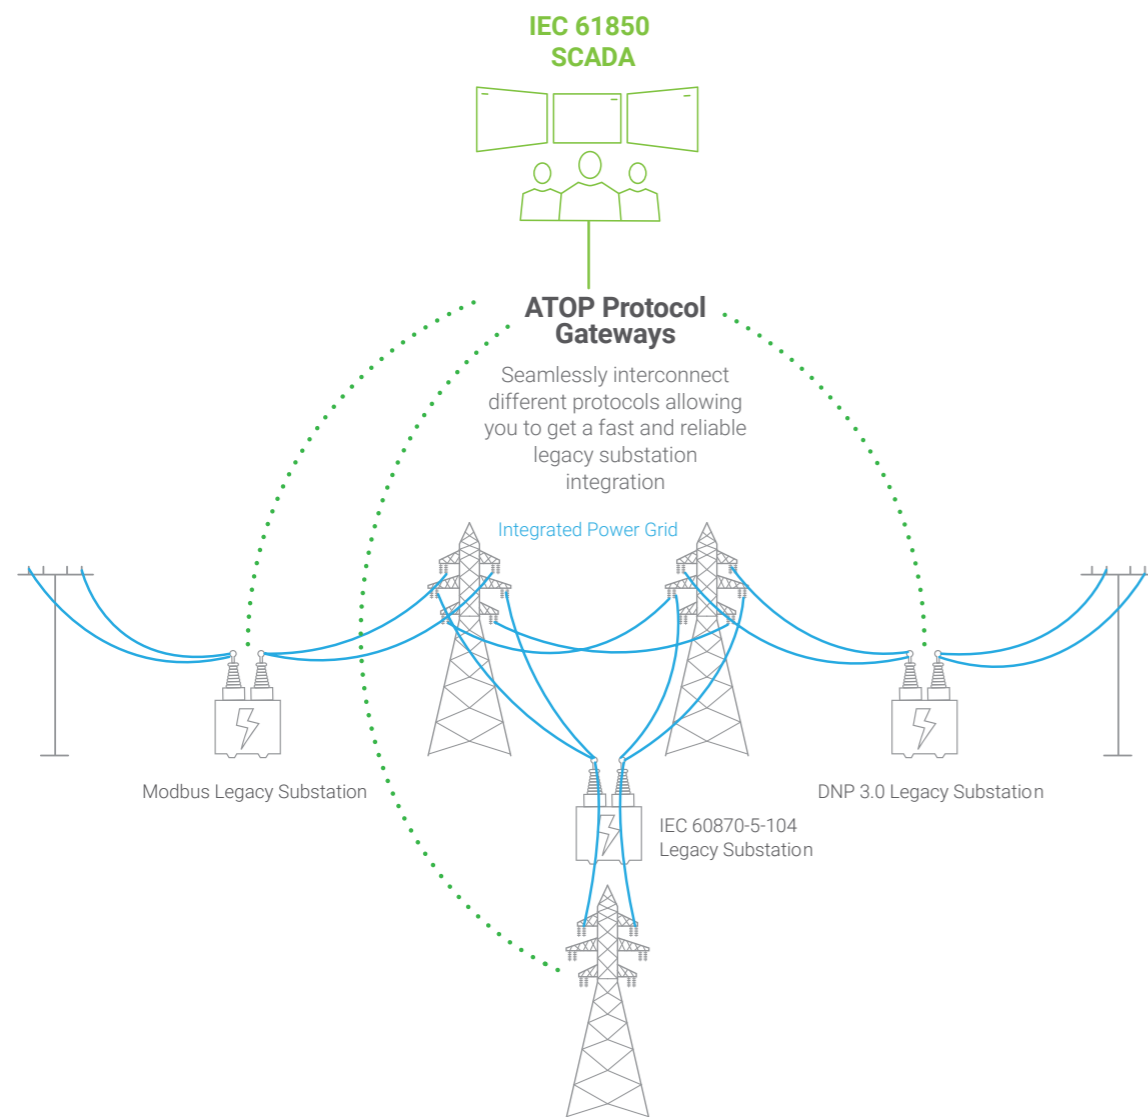 IEC 61850
SCADA
ATOP Protocol
Gateways
Seamlessly interconnect
different protocols allowing
you to get a fast and reliable
legacy substation
integration
Integrated Power Grid
Modbus Legacy Substation
DNP 3.0 Legacy Substation
IEC 60870-5-104
Legacy Substation